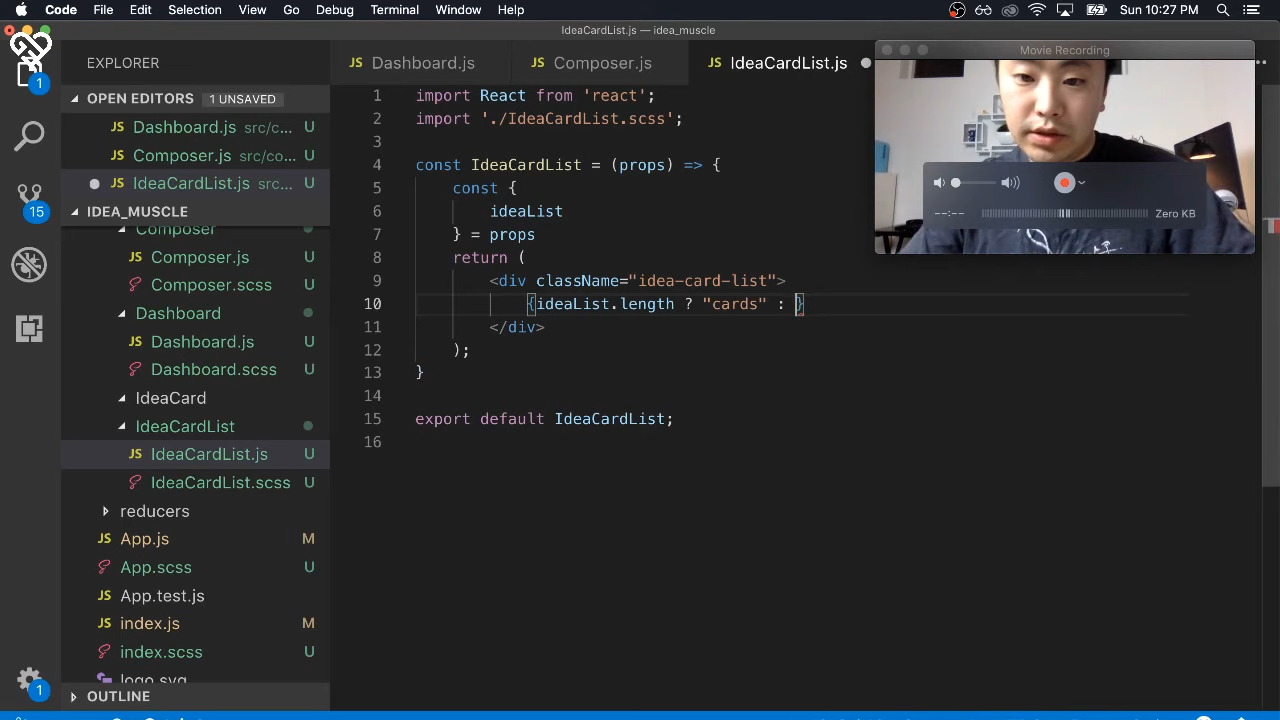 Code File Edit Selection View Go Debug Terminal Window Help Sun 10:27 PM
IdeaCardList.js — idea_muscle
Movie Recording
--:-- Zero KB
1
EXPLORER
OPEN EDITORS 1 UNSAVED
JS Dashboard.js src/c... U
JS Composer.js src/co... U
JS IdeaCardList.js src... U
15
IDEA_MUSCLE
Composer
JS Composer.js U
Composer.scss U
Dashboard
JS Dashboard.js U
Dashboard.scss U
IdeaCard
IdeaCardList
JS IdeaCardList.js U
IdeaCardList.scss U
reducers
JS App.js M
App.scss U
App.test.js U
JS index.js M
index.scss U
logo.svg
1
OUTLINE
JS Dashboard.js JS Composer.js JS IdeaCardList.js
1 import React from 'react';
2 import './IdeaCardList.scss';
3
4 const IdeaCardList = (props) => {
5 const {
6 ideaList
7 } = props
8 return (
9 <div className="idea-card-list">
10 {ideaList.length ? "cards" : }
11 </div>
12 );
13 }
14
15 export default IdeaCardList;
16